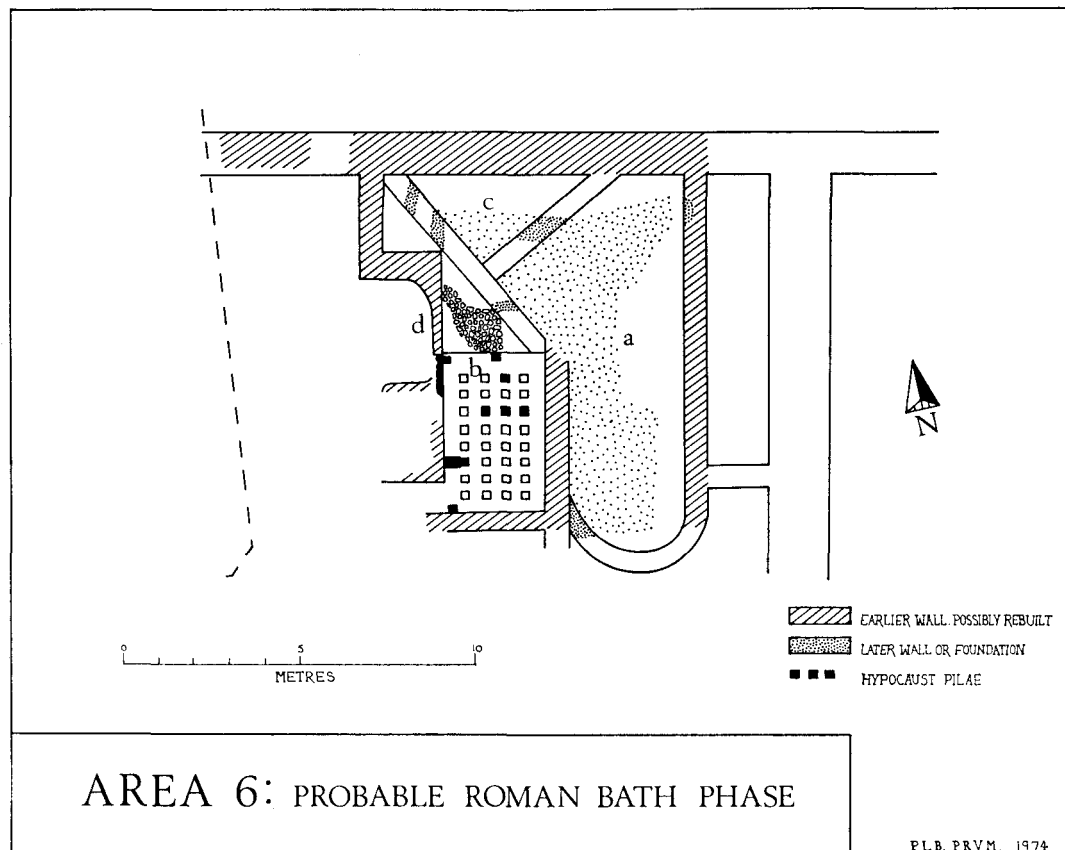 c
d
a
b
N
0 5 10
METRES
EARLIER WALL. POSSIBLY REBUILT
LATER WALL OR FOUNDATION
HYPOCAUST PILAE
AREA 6: PROBABLE ROMAN BATH PHASE
P.L.B. P.R.V.M. 1974